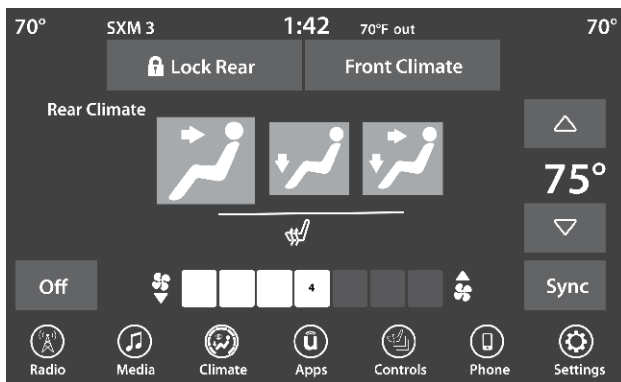 70° SXM 3 1:42 70°F out 70°
Lock Rear Front Climate
Rear Climate
75°
Off 4 Sync
Radio Media Climate ū Apps Controls Phone Settings